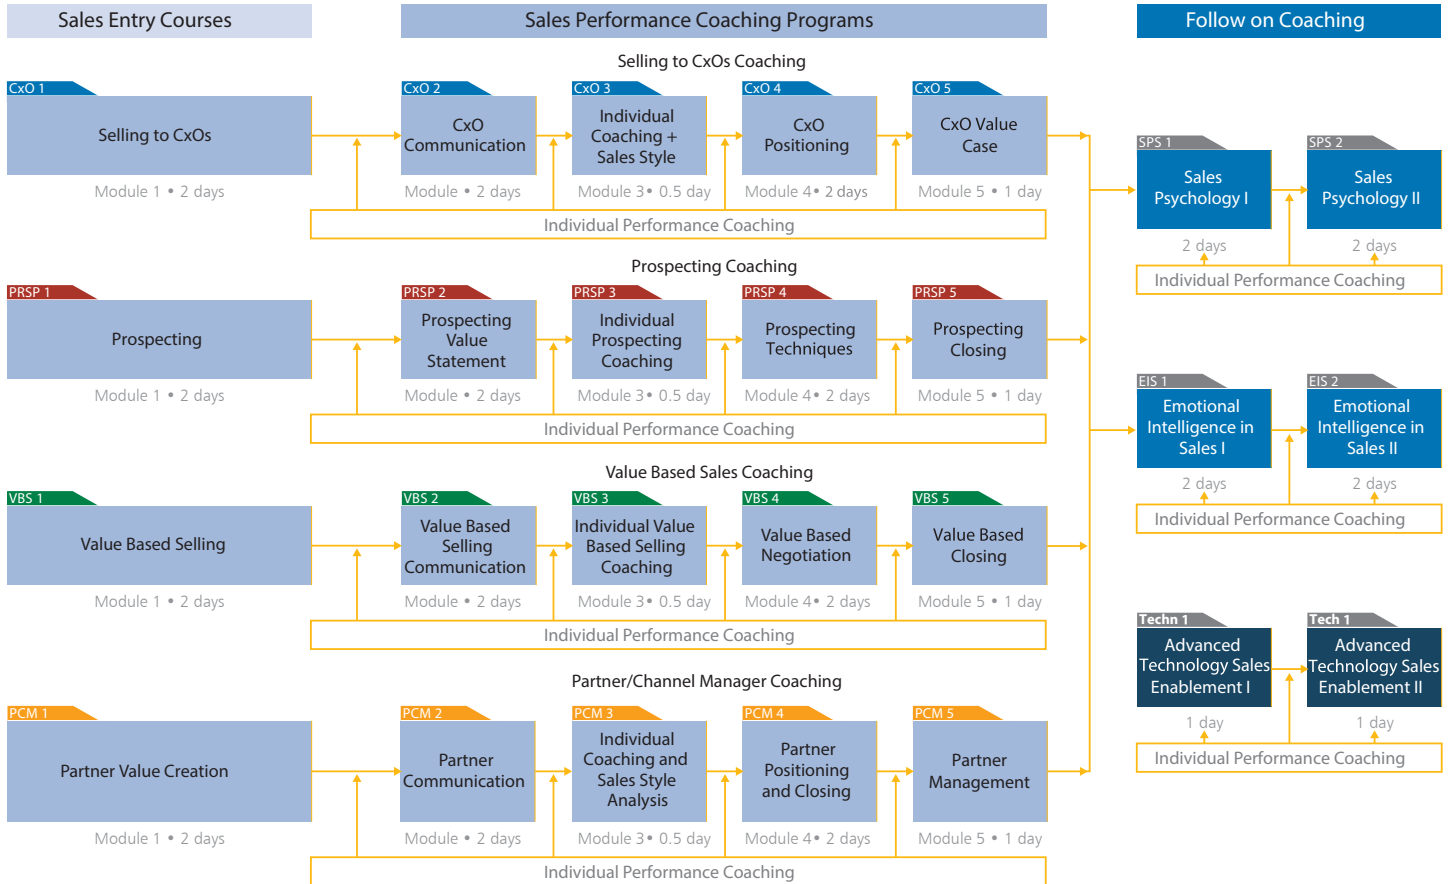 Sales Entry Courses
Sales Performance Coaching Programs
Follow on Coaching
Selling to CxOs Coaching
CxO 1
Selling to CxOs
Module 1 • 2 days
CxO 2
CxO
Communication
Module • 2 days
CxO 3
Individual
Coaching +
Sales Style
Module 3• 0.5 day
CxO 4
CxO
Positioning
Module 4• 2 days
CxO 5
CxO Value
Case
Module 5 • 1 day
Individual Performance Coaching
Prospecting Coaching
PRSP 1
Prospecting
Module 1 • 2 days
PRSP 2
Prospecting
Value
Statement
Module • 2 days
PRSP 3
Individual
Prospecting
Coaching
Module 3• 0.5 day
PRSP 4
Prospecting
Techniques
Module 4• 2 days
PRSP 5
Prospecting
Closing
Module 5 • 1 day
Individual Performance Coaching
Value Based Sales Coaching
VBS 1
Value Based Selling
Module 1 • 2 days
VBS 2
Value Based
Selling
Communication
Module • 2 days
VBS 3
Individual Value
Based Selling
Coaching
Module 3• 0.5 day
VBS 4
Value Based
Negotiation
Module 4• 2 days
VBS 5
Value Based
Closing
Module 5 • 1 day
Individual Performance Coaching
Partner/Channel Manager Coaching
PCM 1
Partner Value Creation
Module 1 • 2 days
PCM 2
Partner
Communication
Module • 2 days
PCM 3
Individual
Coaching and
Sales Style
Analysis
Module 3• 0.5 day
PCM 4
Partner
Positioning
and Closing
Module 4• 2 days
PCM 5
Partner
Management
Module 5 • 1 day
Individual Performance Coaching
SPS 1
Sales
Psychology I
2 days
SPS 2
Sales
Psychology II
2 days
Individual Performance Coaching
EIS 1
Emotional
Intelligence in
Sales I
2 days
EIS 2
Emotional
Intelligence in
Sales II
2 days
Individual Performance Coaching
Techn 1
Advanced
Technology Sales
Enablement I
1 day
Tech 1
Advanced
Technology Sales
Enablement II
1 day
Individual Performance Coaching